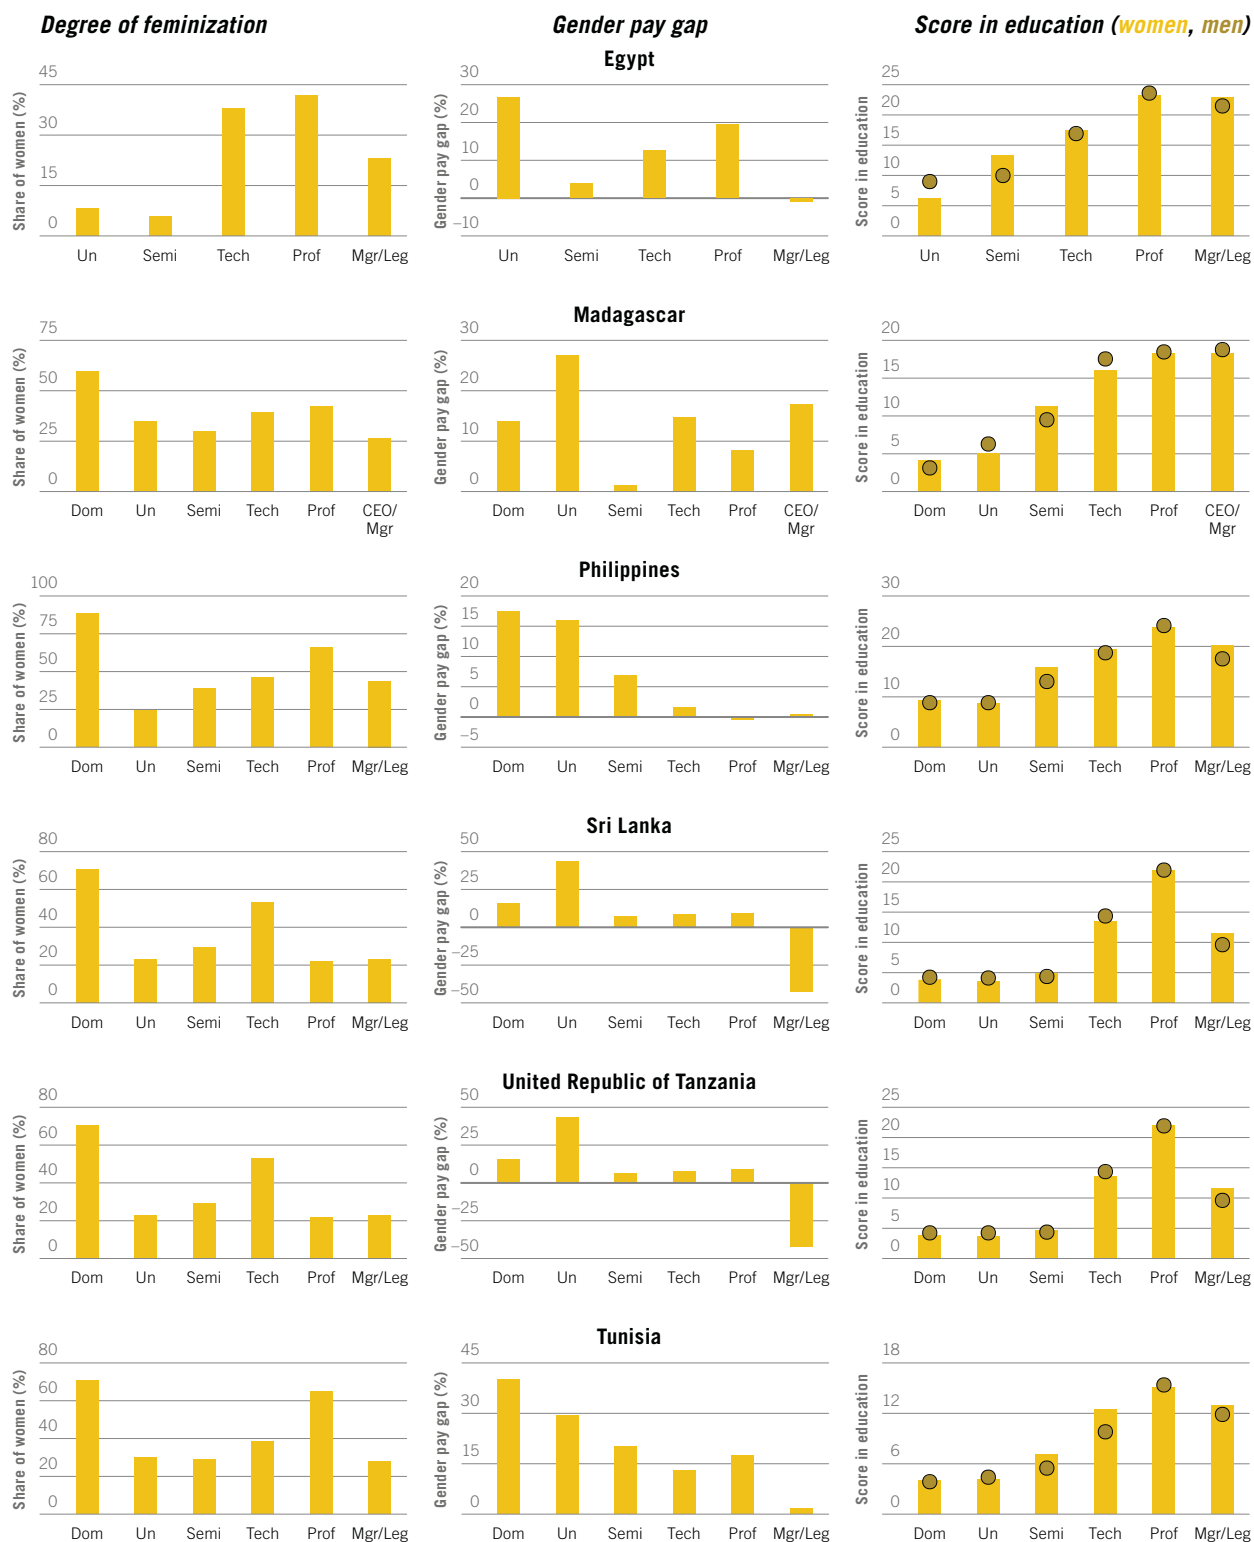 Degree of feminization
Gender pay gap
Score in education (women, men)
Egypt
Share of women (%)
45
30
15
0
Un Semi Tech Prof Mgr/Leg
Gender pay gap (%)
30
20
10
0
–10
Un Semi Tech Prof Mgr/Leg
Score in education
25
20
15
10
5
0
Un Semi Tech Prof Mgr/Leg
Madagascar
Share of women (%)
75
50
25
0
Dom Un Semi Tech Prof CEO/
Mgr
Gender pay gap (%)
30
20
10
0
Dom Un Semi Tech Prof CEO/
Mgr
Score in education
20
15
10
5
0
Dom Un Semi Tech Prof CEO/
Mgr
Philippines
Share of women (%)
100
75
50
25
0
Dom Un Semi Tech Prof Mgr/Leg
Gender pay gap (%)
20
15
10
5
0
–5
Dom Un Semi Tech Prof Mgr/Leg
Score in education
30
20
10
0
Dom Un Semi Tech Prof Mgr/Leg
Sri Lanka
Share of women (%)
80
60
40
20
0
Dom Un Semi Tech Prof Mgr/Leg
Gender pay gap (%)
50
25
0
–25
–50
Dom Un Semi Tech Prof Mgr/Leg
Score in education
25
20
15
10
5
0
Dom Un Semi Tech Prof Mgr/Leg
United Republic of Tanzania
Share of women (%)
80
60
40
20
0
Dom Un Semi Tech Prof Mgr/Leg
Gender pay gap (%)
50
25
0
–25
–50
Dom Un Semi Tech Prof Mgr/Leg
Score in education
25
20
15
10
5
0
Dom Un Semi Tech Prof Mgr/Leg
Tunisia
Share of women (%)
80
60
40
20
0
Dom Un Semi Tech Prof Mgr/Leg
Gender pay gap (%)
45
30
15
0
Dom Un Semi Tech Prof Mgr/Leg
Score in education
18
12
6
0
Dom Un Semi Tech Prof Mgr/Leg